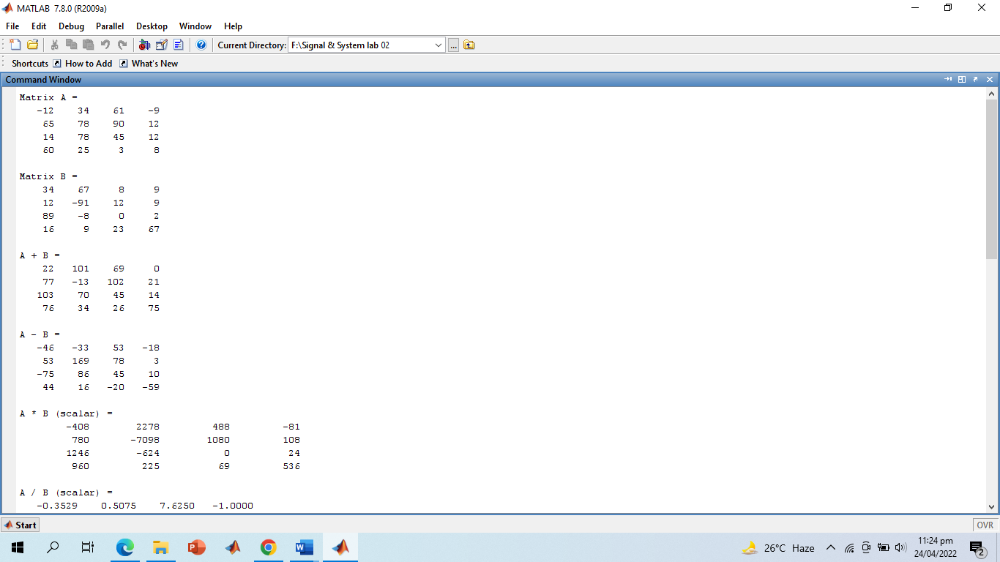 MATLAB 7.8.0 (R2009a)
File Edit Debug Parallel Desktop Window Help
Current Directory: F:\Signal & System lab 02 ...
Shortcuts How to Add What's New
Command Window
Matrix A =
-12 34 61 -9
65 78 90 12
14 78 45 12
60 25 3 8
Matrix B =
34 67 8 9
12 -91 12 9
89 -8 0 2
16 9 23 67
A + B =
22 101 69 0
77 -13 102 21
103 70 45 14
76 34 26 75
A - B =
-46 -33 53 -18
53 169 78 3
-75 86 45 10
44 16 -20 -59
A * B (scalar) =
-408 2278 488 -81
780 -7098 1080 108
1246 -624 0 24
960 225 69 536
A / B (scalar) =
-0.3529 0.5075 7.6250 -1.0000
Start OVR
26°C Haze 11:24 pm
24/04/2022 2